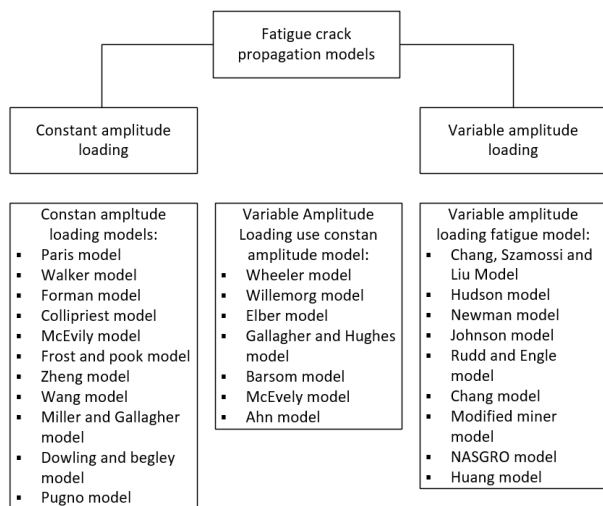 Fatigue crack
propagation models
Constant amplitude
loading
Variable amplitude
loading
Constan ampltude
loading models:
▪ Paris model
▪ Walker model
▪ Forman model
▪ Collipriest model
▪ McEvily model
▪ Frost and pook model
▪ Zheng model
▪ Wang model
▪ Miller and Gallagher
model
▪ Dowling and begley
model
▪ Pugno model
Variable Amplitude
Loading use constan
amplitude model:
▪ Wheeler model
▪ Willemorg model
▪ Elber model
▪ Gallagher and Hughes
model
▪ Barsom model
▪ McEvely model
▪ Ahn model
Variable amplitude
loading fatigue model:
▪ Chang, Szamossi and
Liu Model
▪ Hudson model
▪ Newman model
▪ Johnson model
▪ Rudd and Engle
model
▪ Chang model
▪ Modified miner
model
▪ NASGRO model
▪ Huang model